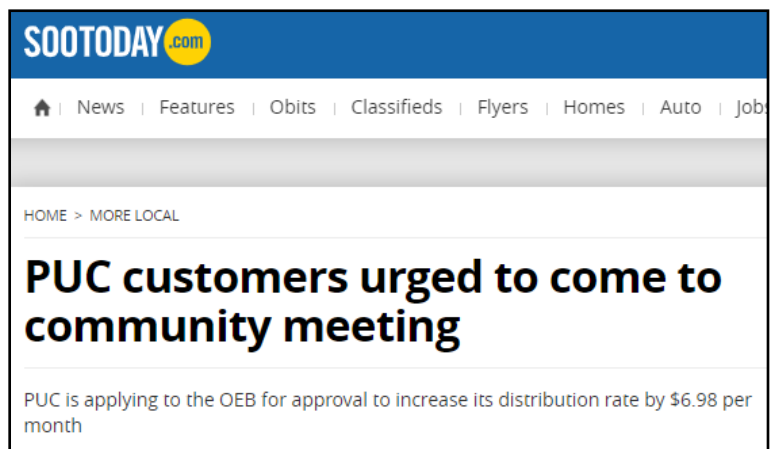 SOOTODAY.com
News | Features | Obits | Classifieds | Flyers | Homes | Auto | Jobs
HOME > MORE LOCAL
PUC customers urged to come to
community meeting
PUC is applying to the OEB for approval to increase its distribution rate by $6.98 per
month